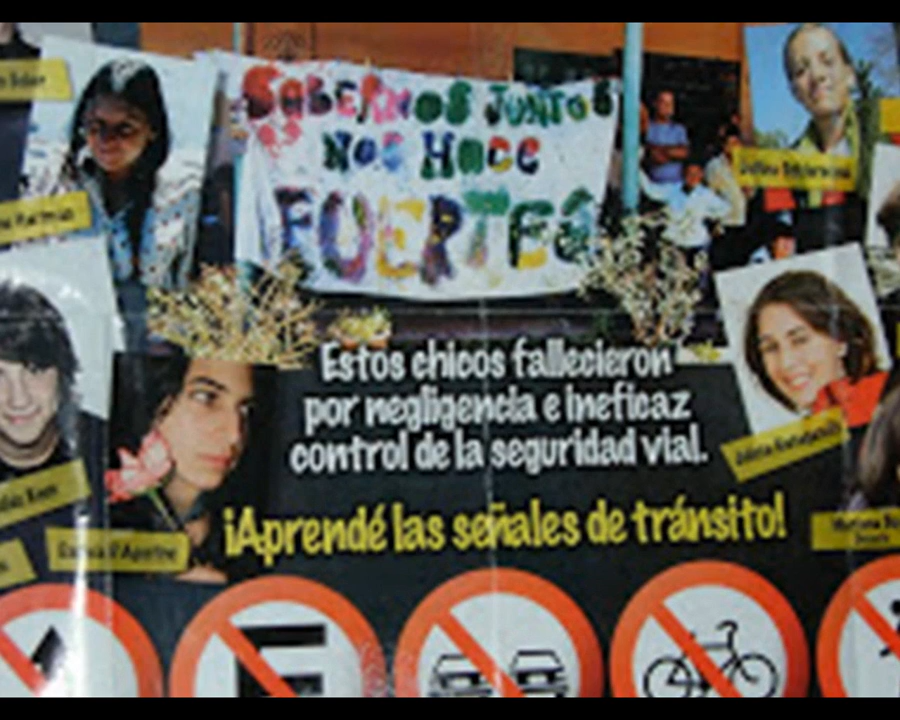 SABERNOS JUNTOS
NOS HACE
FUERTES
Estos chicos fallecieron
por negligencia e ineficaz
control de la seguridad vial.
¡Aprendé las señales de tránsito!
E